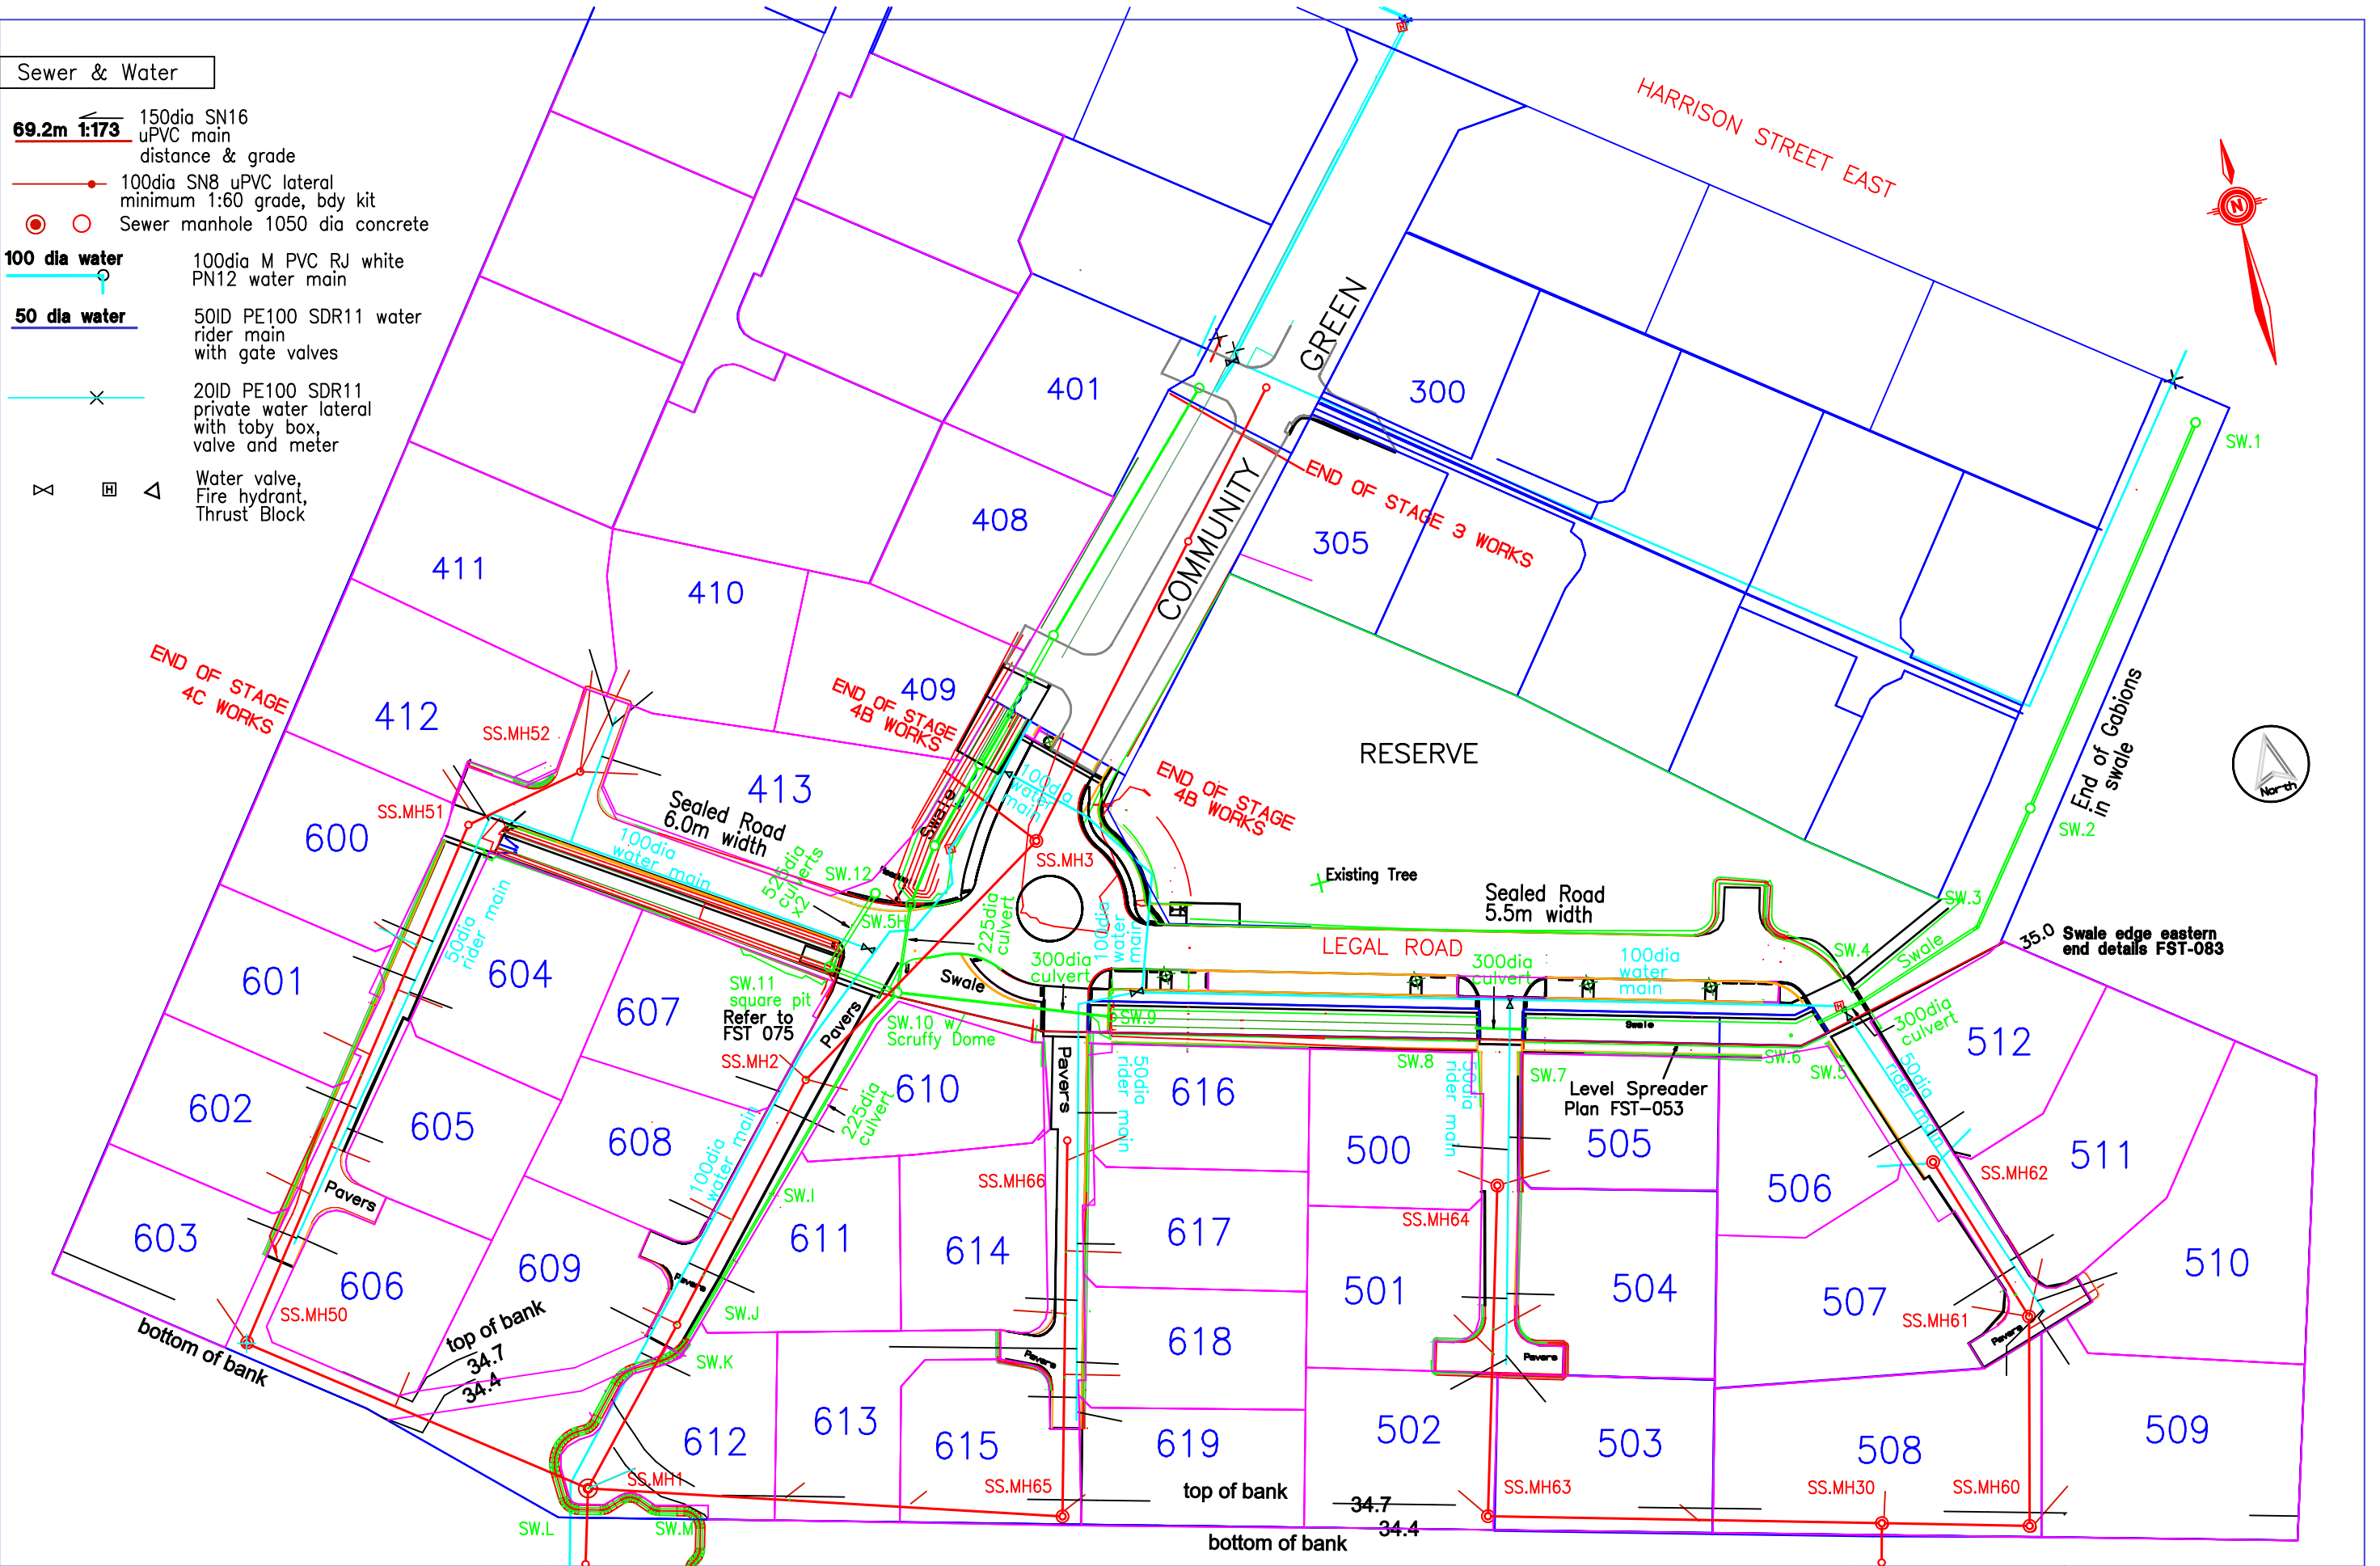 Sewer & Water
69.2m 1:173
150dia SN16
uPVC main
distance & grade
100dia SN8 uPVC lateral
minimum 1:60 grade, bdy kit
Sewer manhole 1050 dia concrete
100 dia water
100dia M PVC RJ white
PN12 water main
50 dia water
50ID PE100 SDR11 water
rider main
with gate valves
20ID PE100 SDR11
private water lateral
with toby box,
valve and meter
H
Water valve,
Fire hydrant,
Thrust Block
HARRISON STREET EAST
N
COMMUNITY GREEN
401
300
408
305
END OF STAGE 3 WORKS
SW.1
411
410
409
412
413
END OF STAGE
4C WORKS
END OF STAGE
4B WORKS
END OF STAGE
4B WORKS
RESERVE
End of Gabions
in swale
North
SW.2
SS.MH52
SS.MH51
Sealed Road
6.0m width
100dia
water main
100dia
water
main
Swale
SS.MH3
525dia
culverts
x2
SW.12
SW.5H
225dia
culvert
Existing Tree
Sealed Road
5.5m width
LEGAL ROAD
SW.3
SW.4
Swale
35.0
Swale edge eastern
end details FST-083
600
601
602
603
604
605
606
607
608
609
50dia
rider main
SW.11
square pit
Refer to
FST 075
Pavers
Swale
SW.10 w/
Scruffy Dome
300dia
culvert
100dia
water
main
SW.9
300dia
culvert
100dia
water
main
Swale
300dia
culvert
SW.8
SW.7
SW.6
SW.5
Level Spreader
Plan FST-053
SS.MH2
225dia
culvert
100dia
water main
610
Pavers
50dia
rider main
616
50dia
rider main
500
505
50dia
rider main
512
511
506
SS.MH62
SS.MH66
SW.I
611
614
617
SS.MH64
501
504
507
SS.MH61
510
Pavers
Pavers
SW.J
SW.K
618
Pavers
Pavers
Pavers
SS.MH50
top of bank
34.7
34.4
bottom of bank
612
613
615
619
502
503
508
509
SS.MH1
SS.MH65
top of bank
34.7
34.4
SS.MH63
SS.MH30
SS.MH60
SW.L
SW.M
bottom of bank